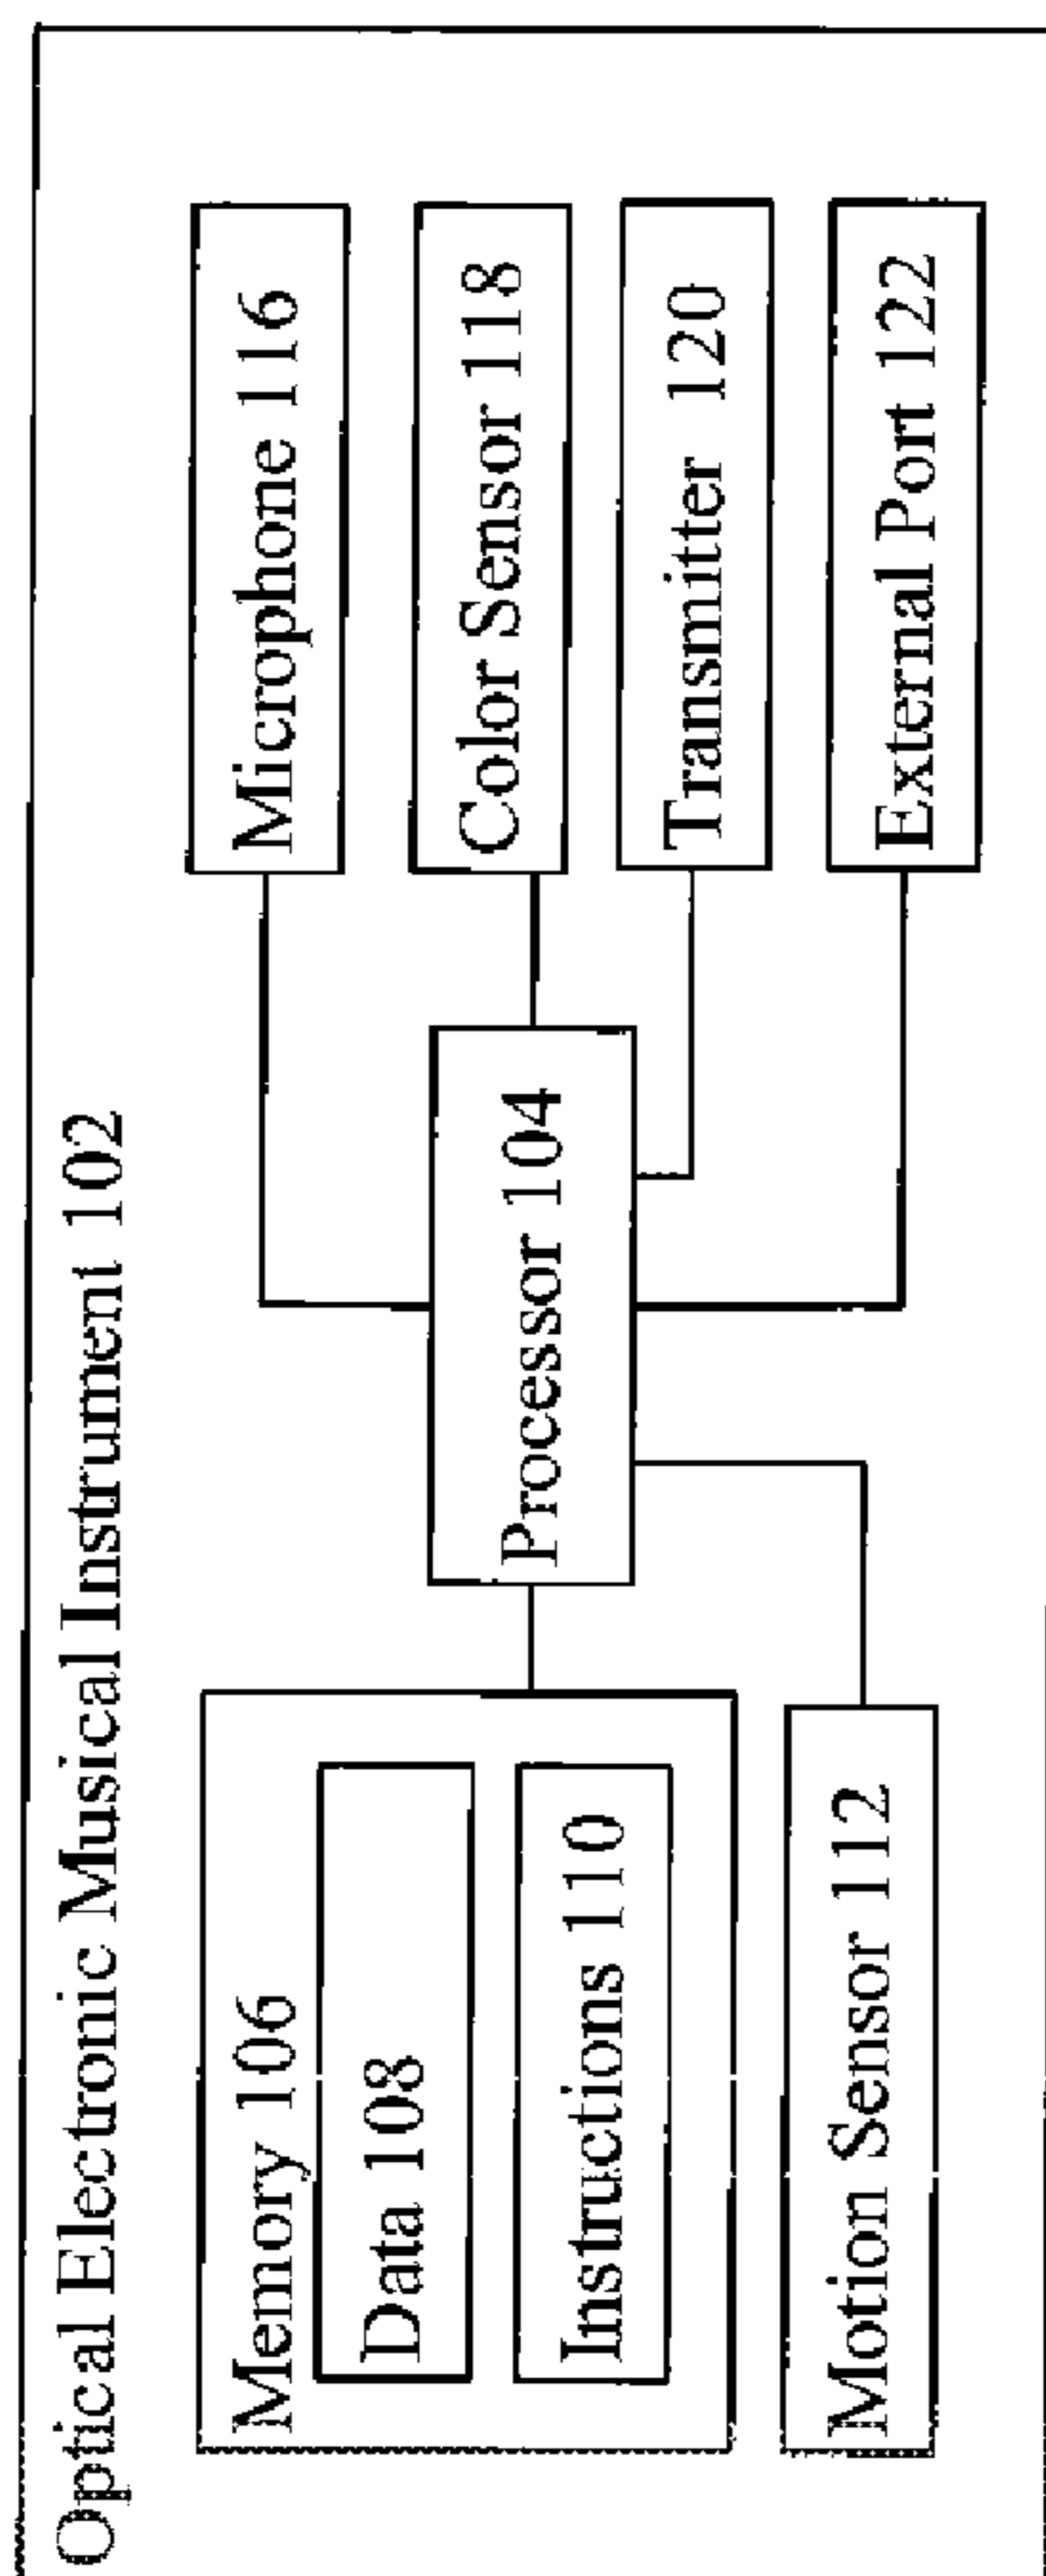 Optical Electronic Musical Instrument 102
Memory 106
Data 108
Instructions 110
Motion Sensor 112
Processor 104
Microphone 116
Color Sensor 118
Transmitter 120
External Port 122